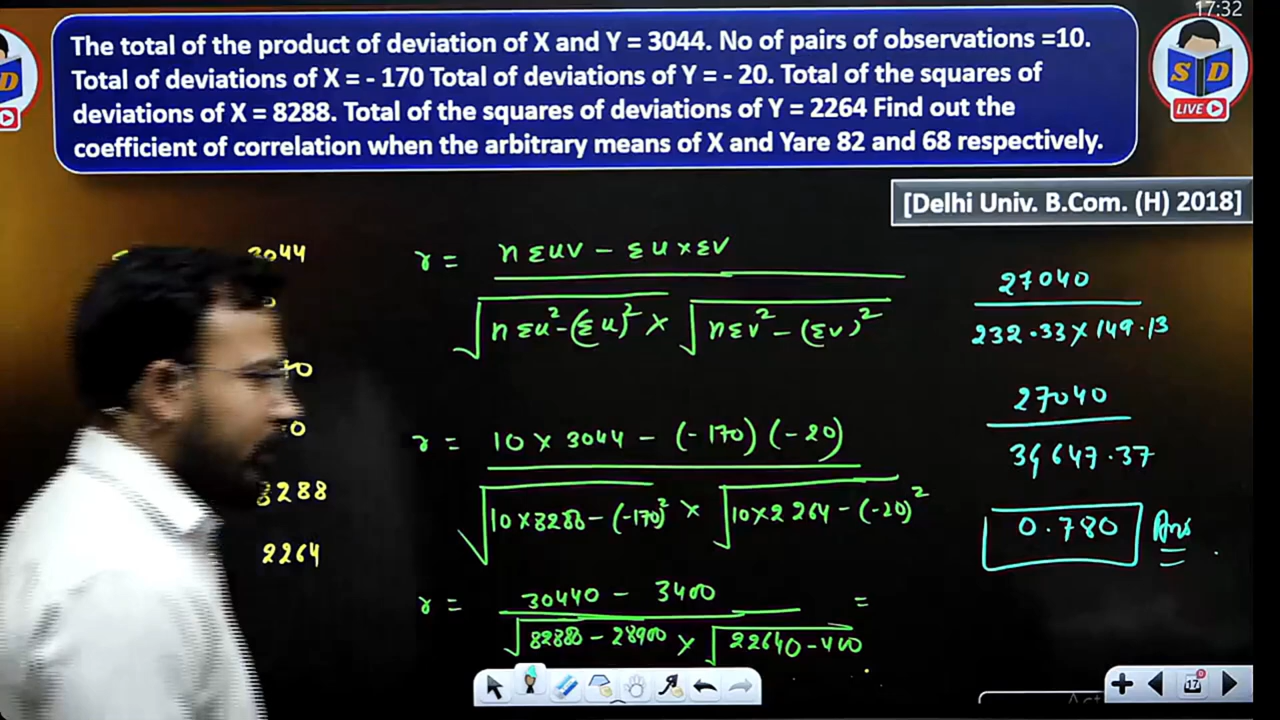 17:32
The total of the product of deviation of X and Y = 3044. No of pairs of observations =10.
Total of deviations of X = - 170 Total of deviations of Y = - 20. Total of the squares of
deviations of X = 8288. Total of the squares of deviations of Y = 2264 Find out the
coefficient of correlation when the arbitrary means of X and Yare 82 and 68 respectively.
D
S D
LIVE
[Delhi Univ. B.Com. (H) 2018]
3044
8288
2264
r = n Σuv - Σu × Σv
√n Σu² - (Σu)² × √nΣv² - (Σv)²
r = 10 × 3044 - (-170) (-20)
√10 × 8288 - (-170)² × √10 × 2264 - (-20)²
r = 30440 - 3400 =
√82880 - 28900 × √22640 - 400
27040
232.33 × 149.13
27040
34647.37
0.780 Ans
17